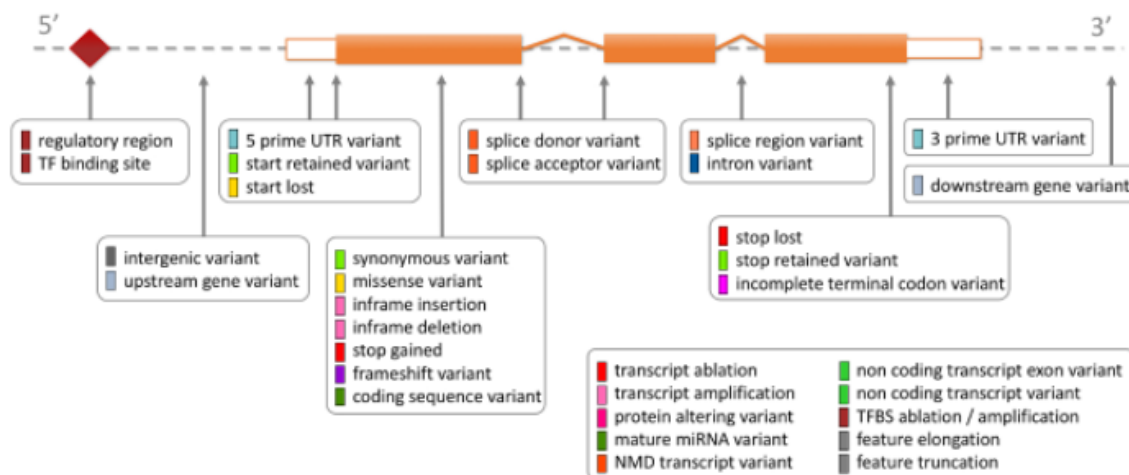 5’
3’
regulatory region
TF binding site
5 prime UTR variant
start retained variant
start lost
splice donor variant
splice acceptor variant
splice region variant
intron variant
3 prime UTR variant
downstream gene variant
intergenic variant
upstream gene variant
synonymous variant
missense variant
inframe insertion
inframe deletion
stop gained
frameshift variant
coding sequence variant
stop lost
stop retained variant
incomplete terminal codon variant
transcript ablation
transcript amplification
protein altering variant
mature miRNA variant
NMD transcript variant
non coding transcript exon variant
non coding transcript variant
TFBS ablation / amplification
feature elongation
feature truncation